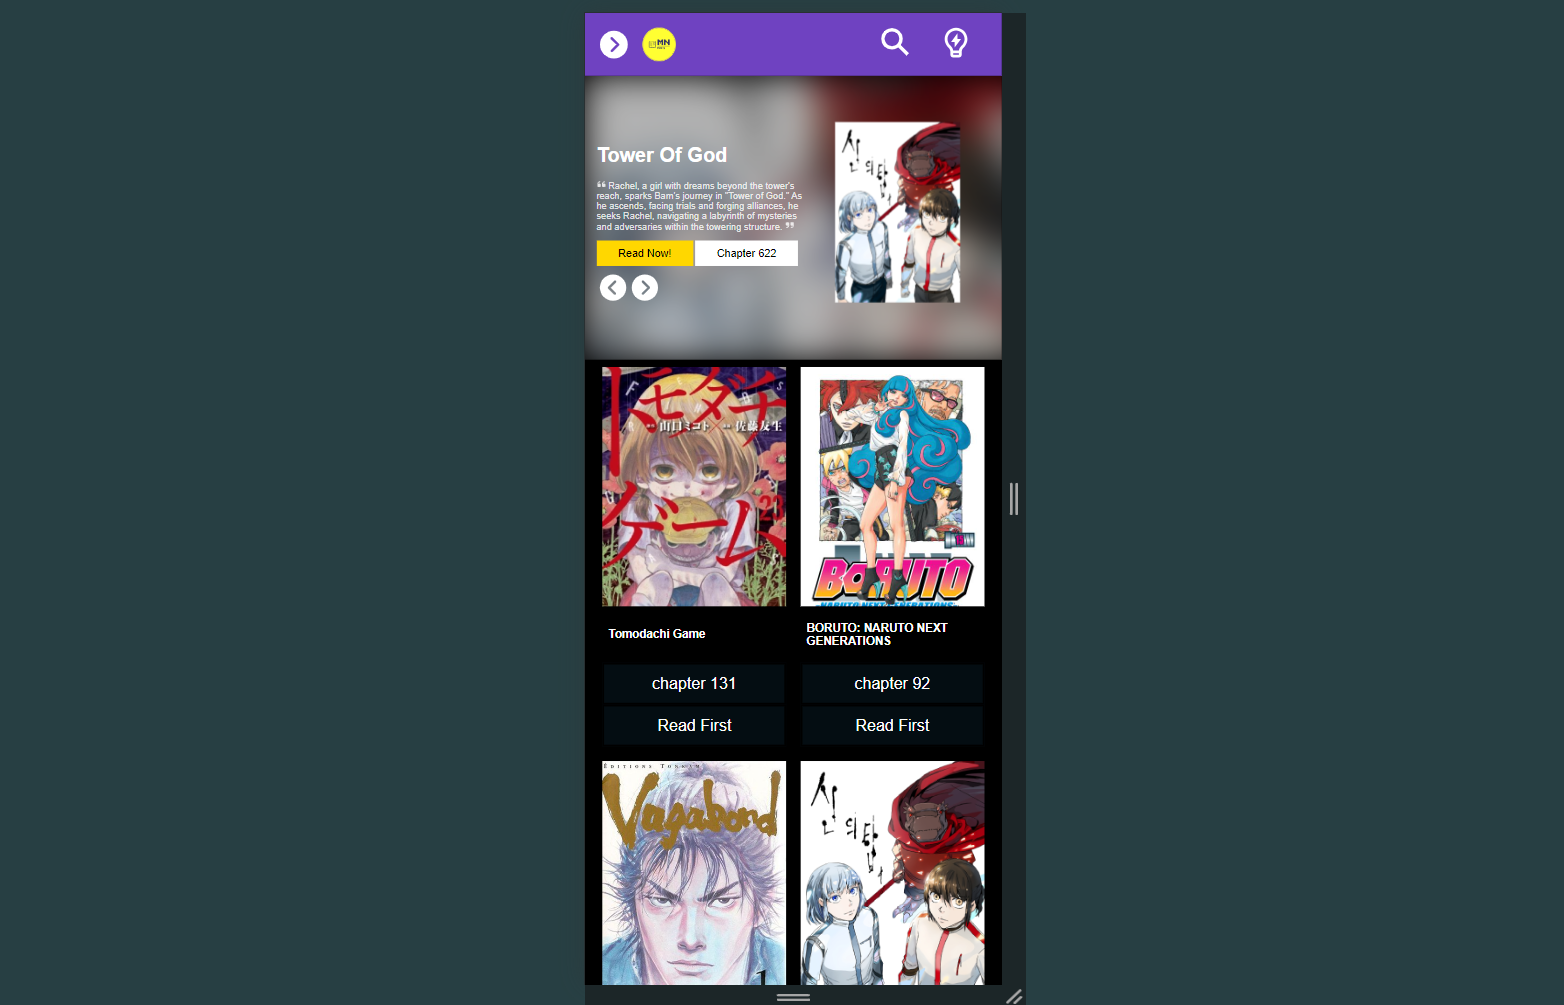 MN
Tower Of God
❝ Rachel, a girl with dreams beyond the tower's
reach, sparks Bam's journey in "Tower of God." As
he ascends, facing trials and forging alliances, he
seeks Rachel, navigating a labyrinth of mysteries
and adversaries within the towering structure. ❞
Read Now!
Chapter 622
신의탑
トモダチ
山口ミコト×
佐藤友生
ゲーム
BORUTO
-NARUTO NEXT GENERATIONS-
Tomodachi Game
BORUTO: NARUTO NEXT
GENERATIONS
chapter 131
chapter 92
Read First
Read First
ÉDITIONS TONKAM
Vagabond
1
신의탑